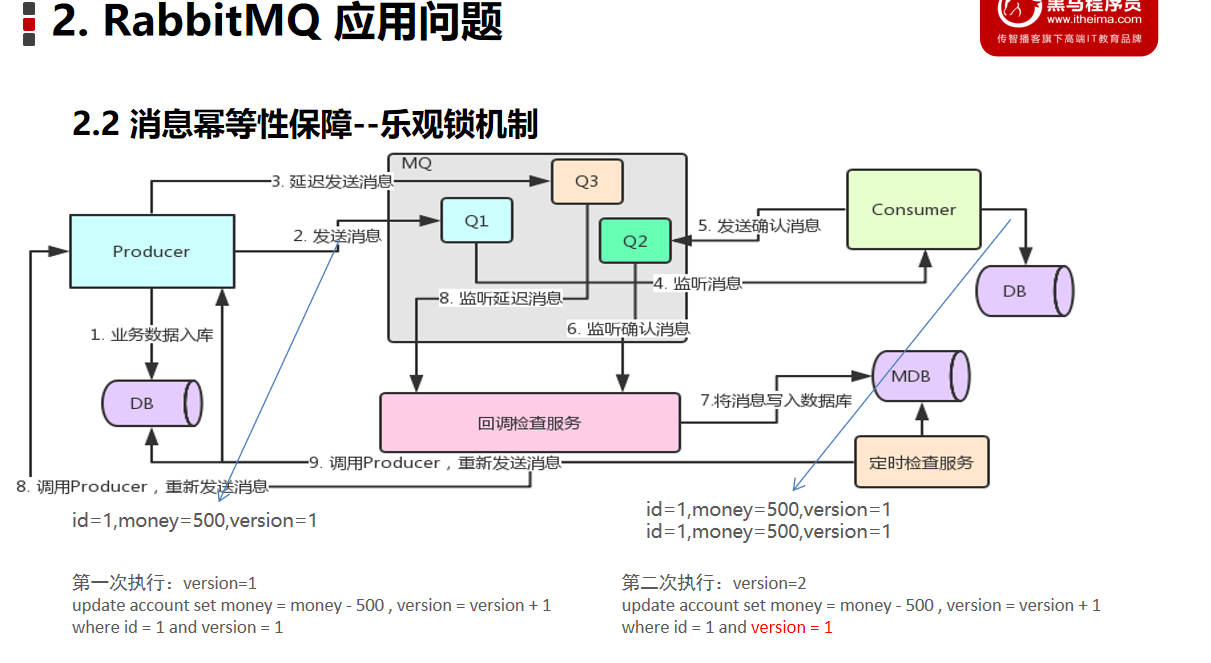 2. RabbitMQ 应用问题
黑马程序员
www.itheima.com
传智播客旗下高端IT教育品牌
2.2 消息幂等性保障--乐观锁机制
MQ
3. 延迟发送消息
Q3
Q1
Consumer
2. 发送消息
5. 发送确认消息
Q2
Producer
4. 监听消息
DB
8. 监听延迟消息
6. 监听确认消息
1. 业务数据入库
MDB
DB
7.将消息写入数据库
回调检查服务
9. 调用Producer，重新发送消息
定时检查服务
8. 调用Producer，重新发送消息
id=1,money=500,version=1
id=1,money=500,version=1
id=1,money=500,version=1
第一次执行：version=1
update account set money = money - 500 , version = version + 1
where id = 1 and version = 1
第二次执行：version=2
update account set money = money - 500 , version = version + 1
where id = 1 and version = 1